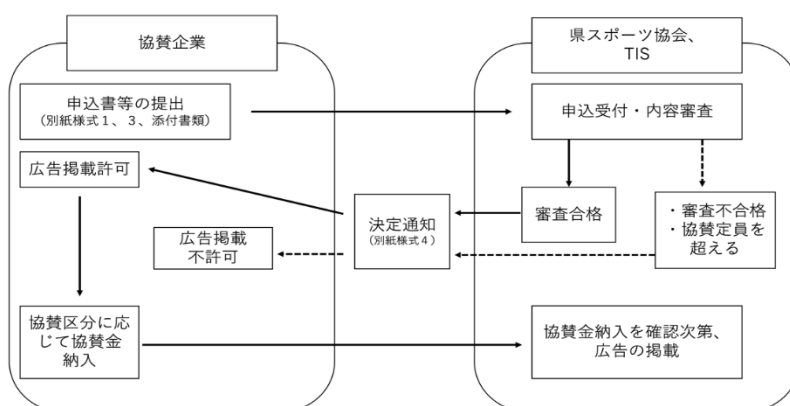 協賛企業
県スポーツ協会、
TIS
申込書等の提出
（別紙様式１、３、添付書類）
申込受付・内容審査
広告掲載許可
決定通知
（別紙様式４）
審査合格
・審査不合格
・協賛定員を
超える
広告掲載
不許可
協賛区分に応
じて協賛金
納入
協賛金納入を確認次第、
広告の掲載